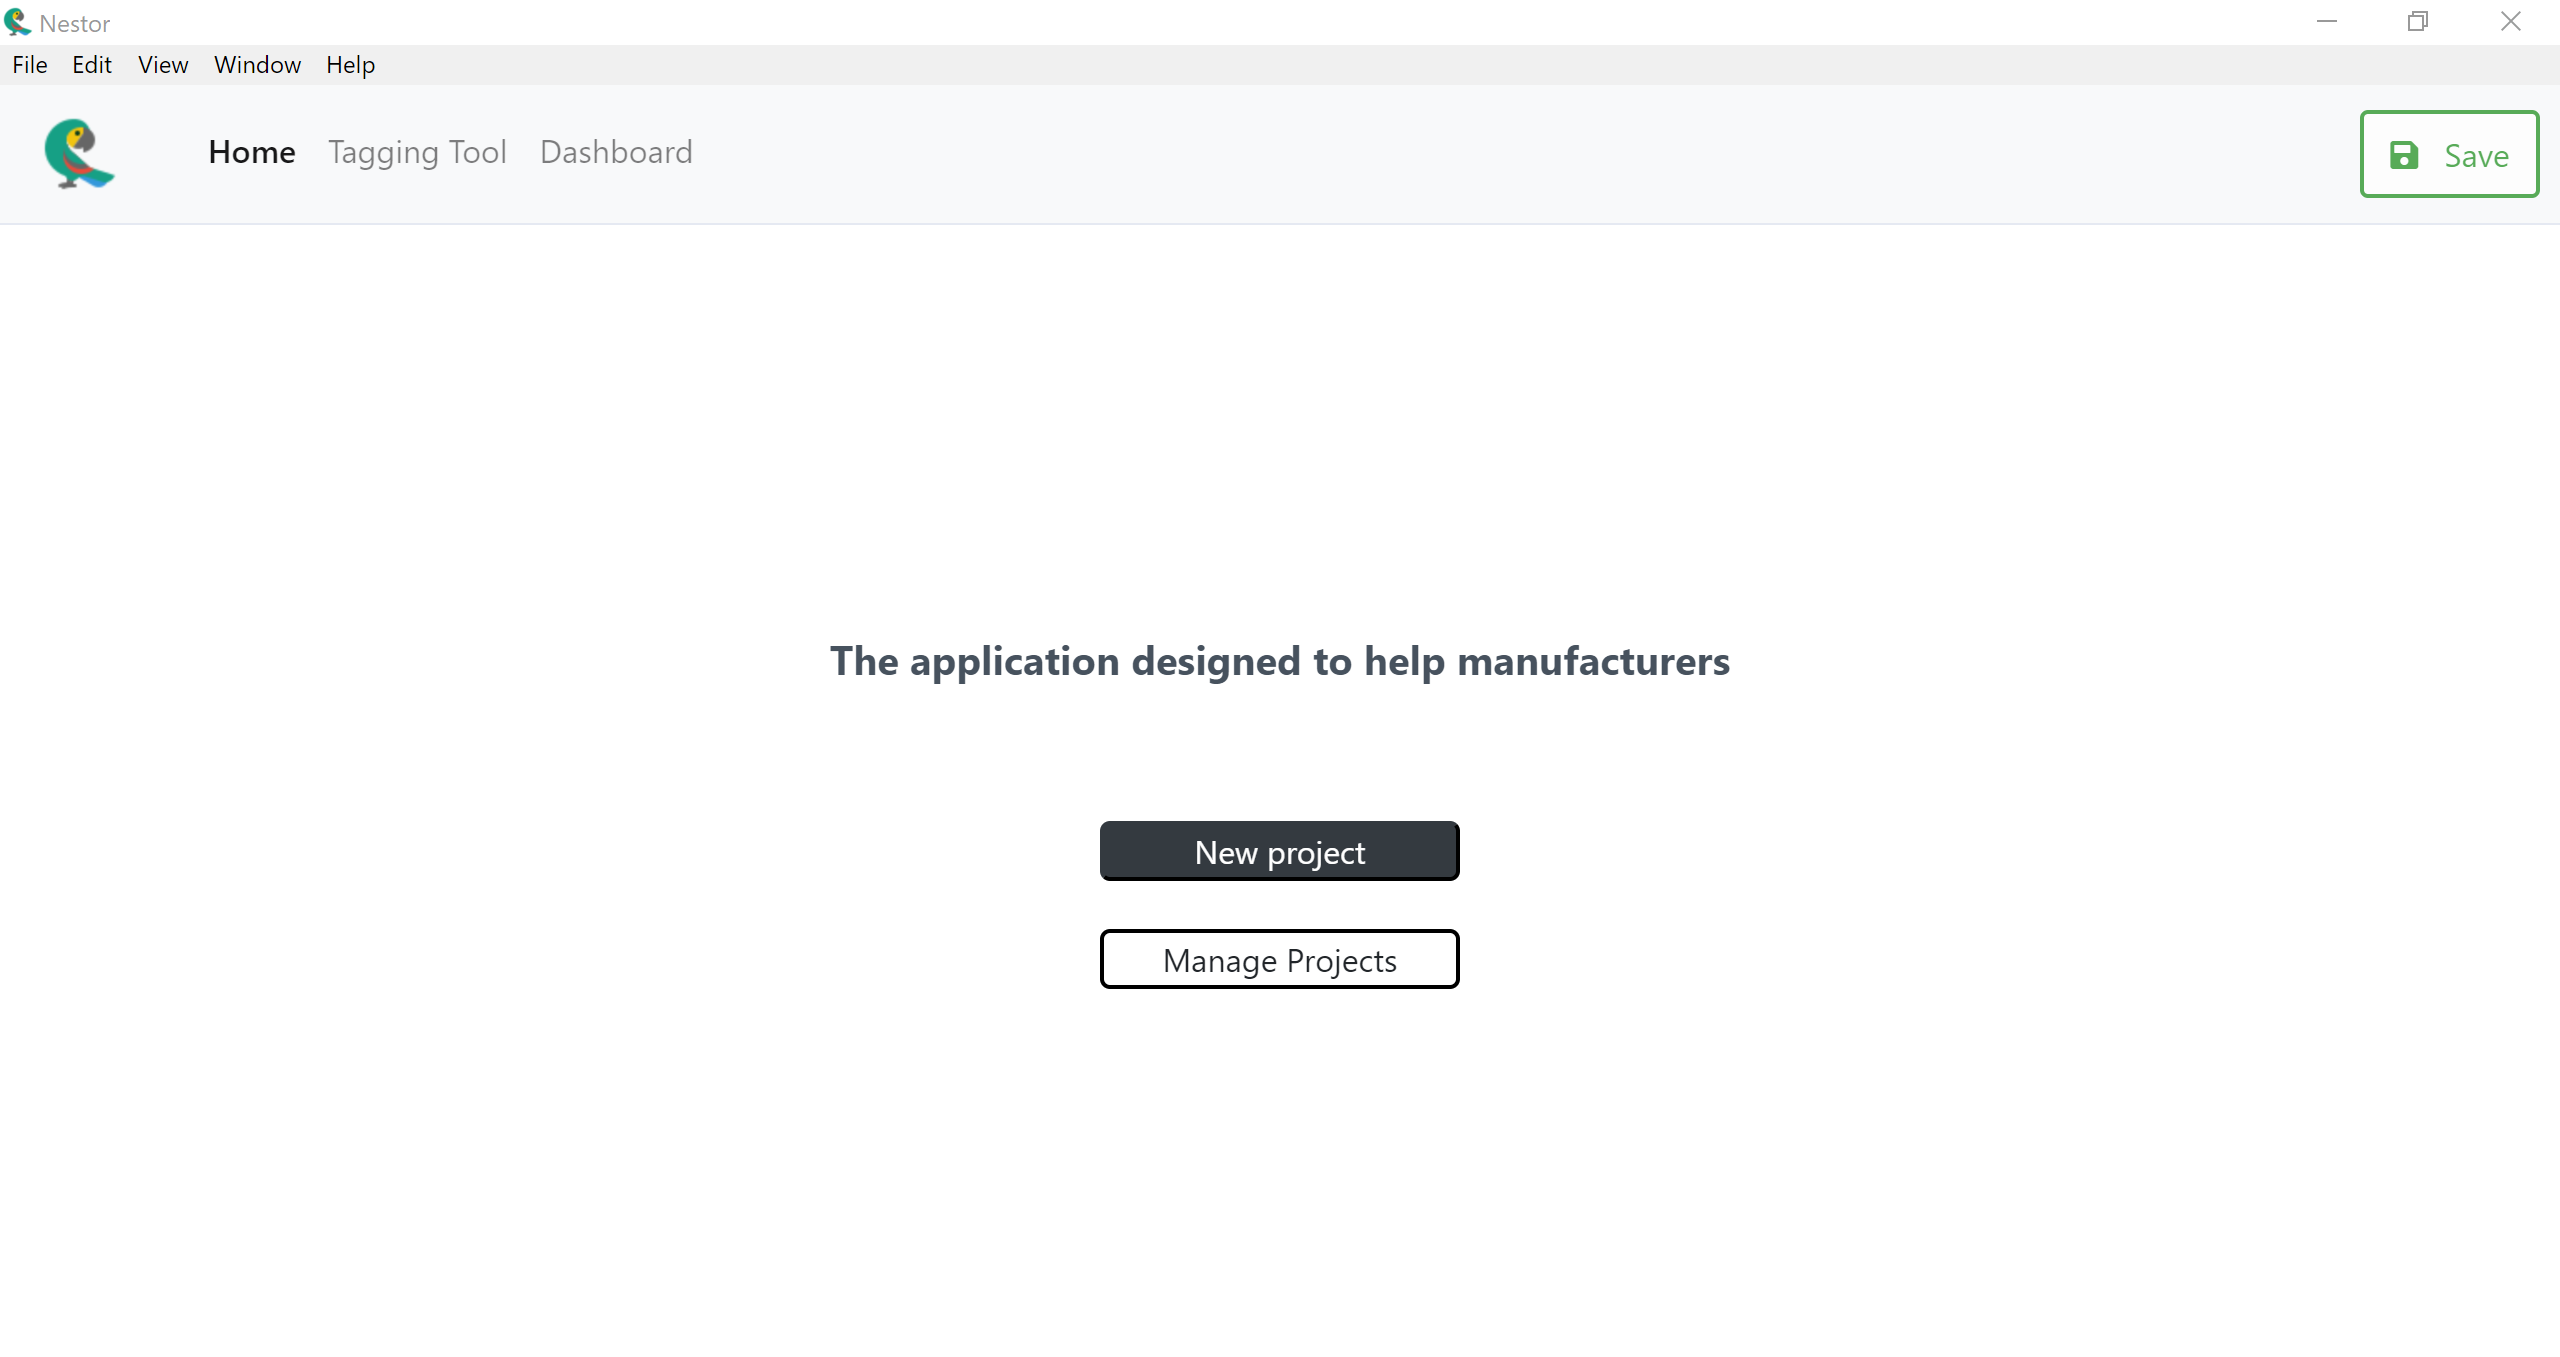 Nestor
File Edit View Window Help
Home Tagging Tool Dashboard
Save
The application designed to help manufacturers
New project
Manage Projects